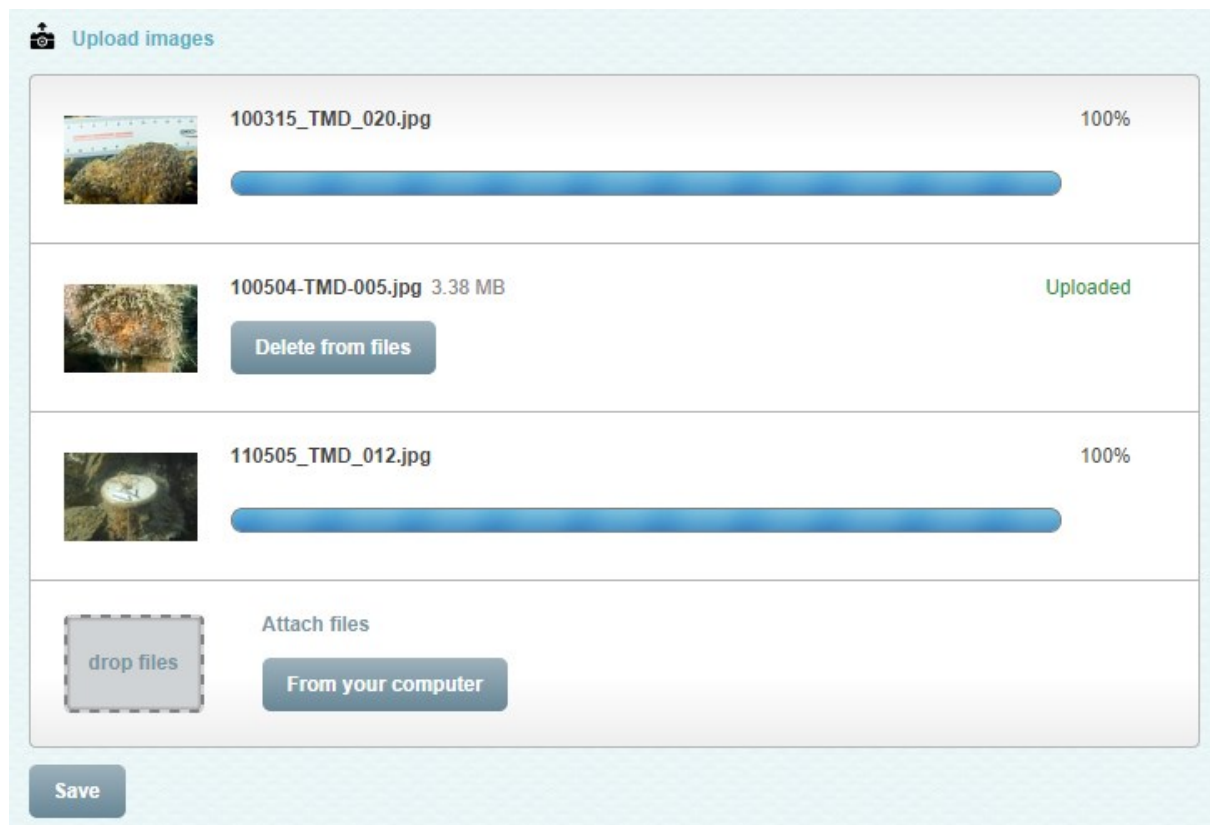 Upload images
100315_TMD_020.jpg 100%
100504-TMD-005.jpg 3.38 MB Uploaded
Delete from files
110505_TMD_012.jpg 100%
drop files
Attach files
From your computer
Save